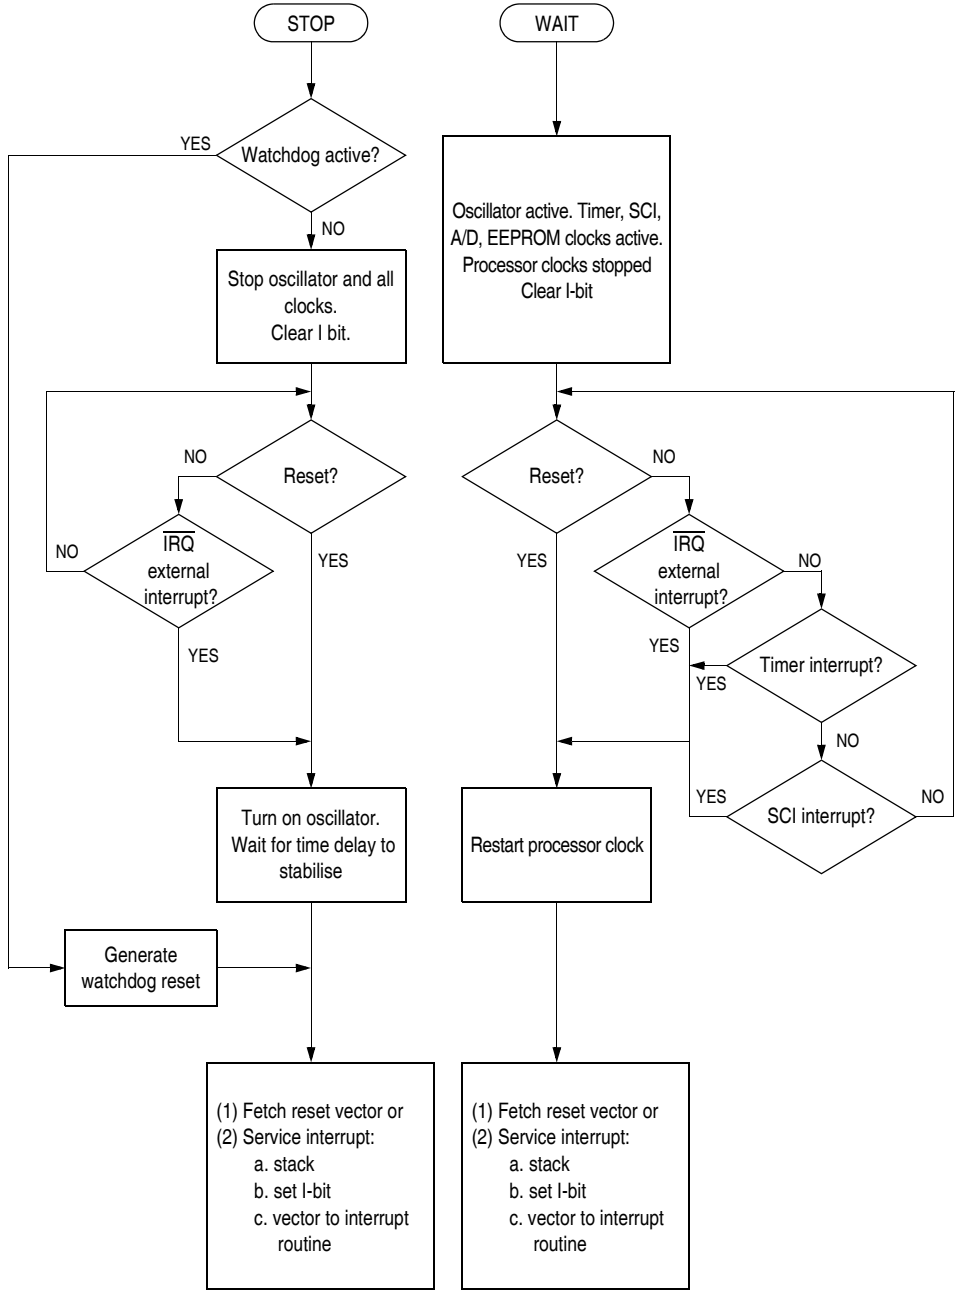 STOP
WAIT
YES
Watchdog active?
NO
Stop oscillator and all
clocks.
Clear I bit.
Oscillator active. Timer, SCI,
A/D, EEPROM clocks active.
Processor clocks stopped
Clear I-bit
NO
Reset?
YES
NO
IRQ
external
interrupt?
YES
Reset?
NO
YES
IRQ
external
interrupt?
NO
YES
Timer interrupt?
YES
NO
YES
SCI interrupt?
NO
Turn on oscillator.
Wait for time delay to
stabilise
Restart processor clock
Generate
watchdog reset
(1) Fetch reset vector or
(2) Service interrupt:
a. stack
b. set I-bit
c. vector to interrupt
routine
(1) Fetch reset vector or
(2) Service interrupt:
a. stack
b. set I-bit
c. vector to interrupt
routine